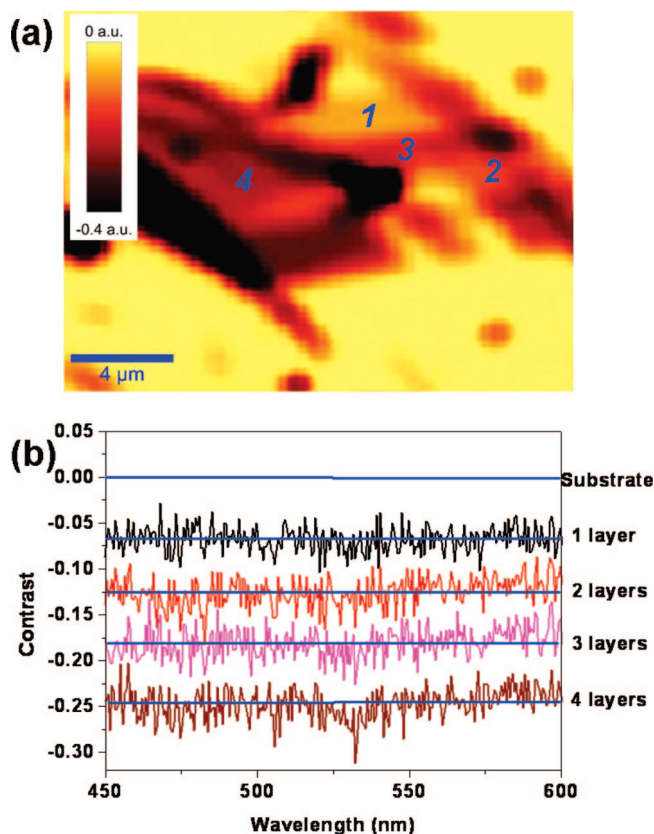 (a)
0 a.u.
-0.4 a.u.
1
3
2
4
4 µm
(b)
0.05
0.00
-0.05
-0.10
-0.15
-0.20
-0.25
-0.30
Contrast
Substrate
1 layer
2 layers
3 layers
4 layers
450
500
550
600
Wavelength (nm)